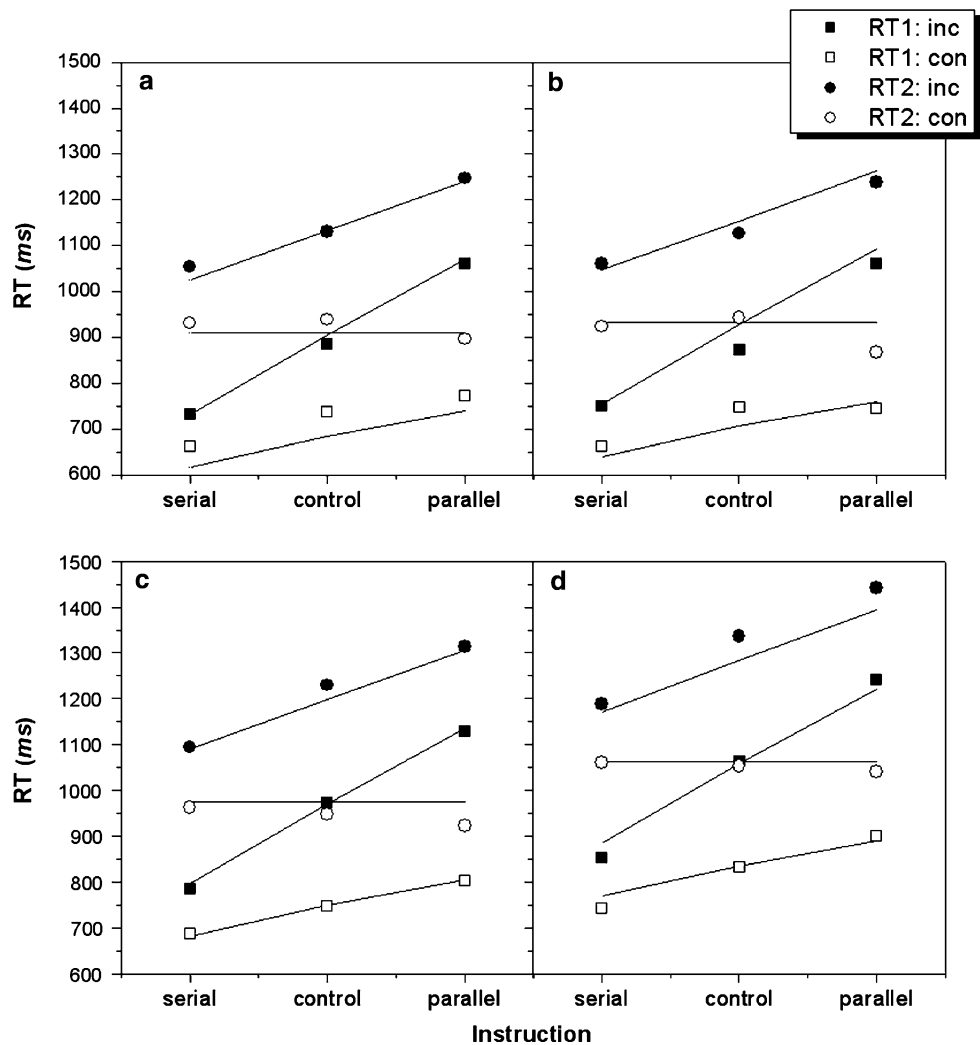 RT1: inc
RT1: con
RT2: inc
RT2: con
a
b
1500
1400
1300
1200
1100
1000
900
800
700
600
RT (ms)
serial control parallel serial control parallel
c
d
1500
1400
1300
1200
1100
1000
900
800
700
600
RT (ms)
serial control parallel serial control parallel
Instruction